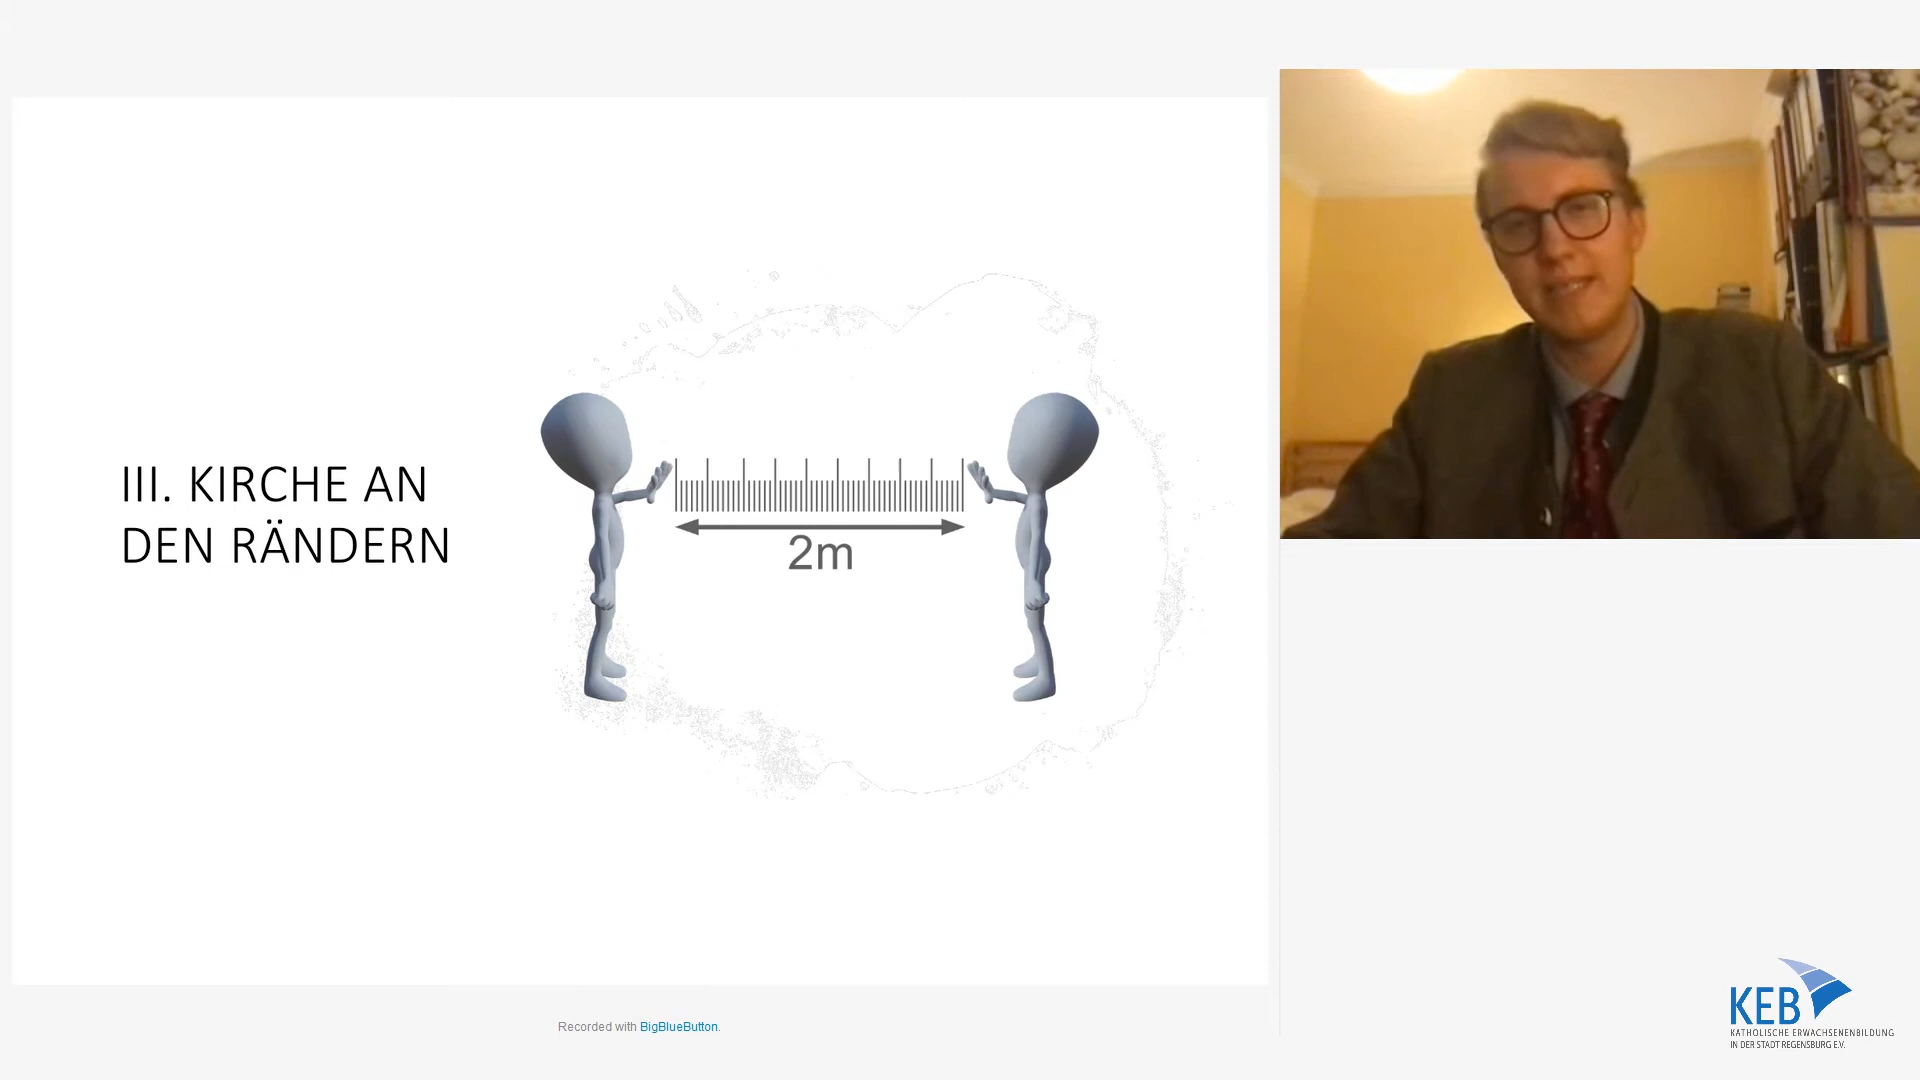 III. KIRCHE AN
DEN RÄNDERN
2m
Recorded with BigBlueButton.
KEB
KATHOLISCHE ERWACHSENENBILDUNG
IN DER STADT REGENSBURG E.V.